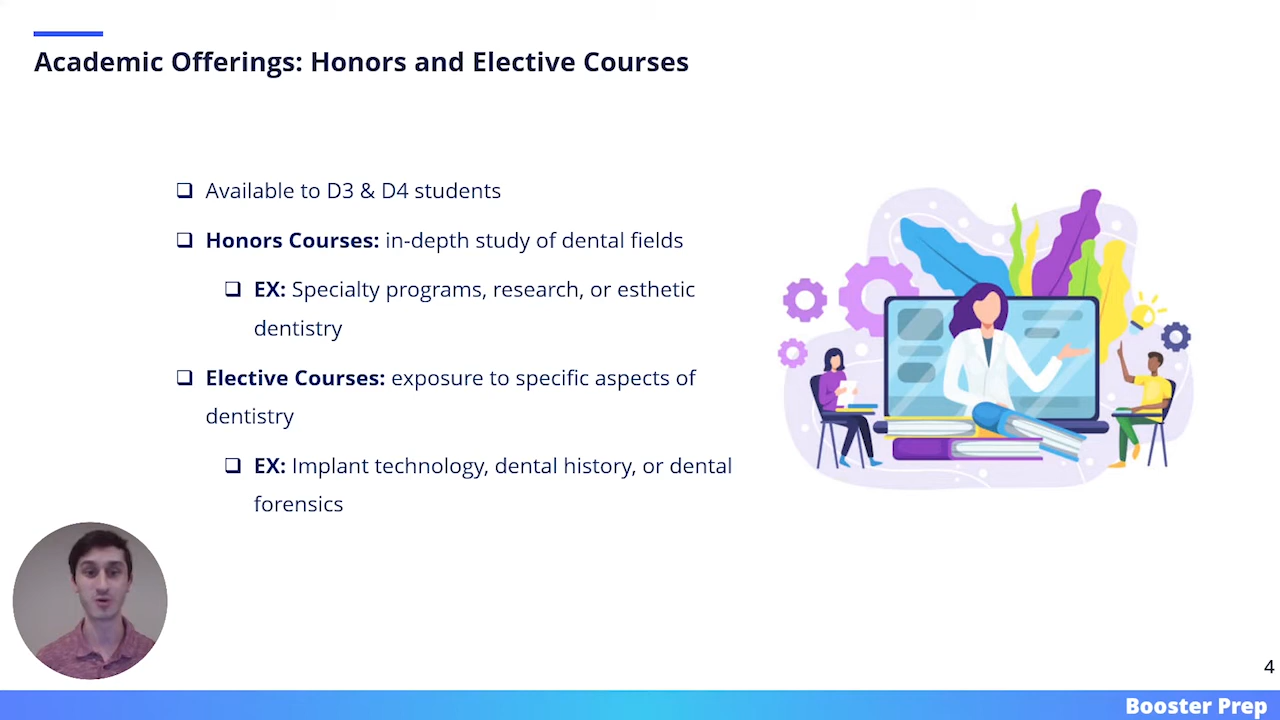 Academic Offerings: Honors and Elective Courses
Available to D3 & D4 students
Honors Courses: in-depth study of dental fields
EX: Specialty programs, research, or esthetic
dentistry
Elective Courses: exposure to specific aspects of
dentistry
EX: Implant technology, dental history, or dental
forensics
4
Booster Prep